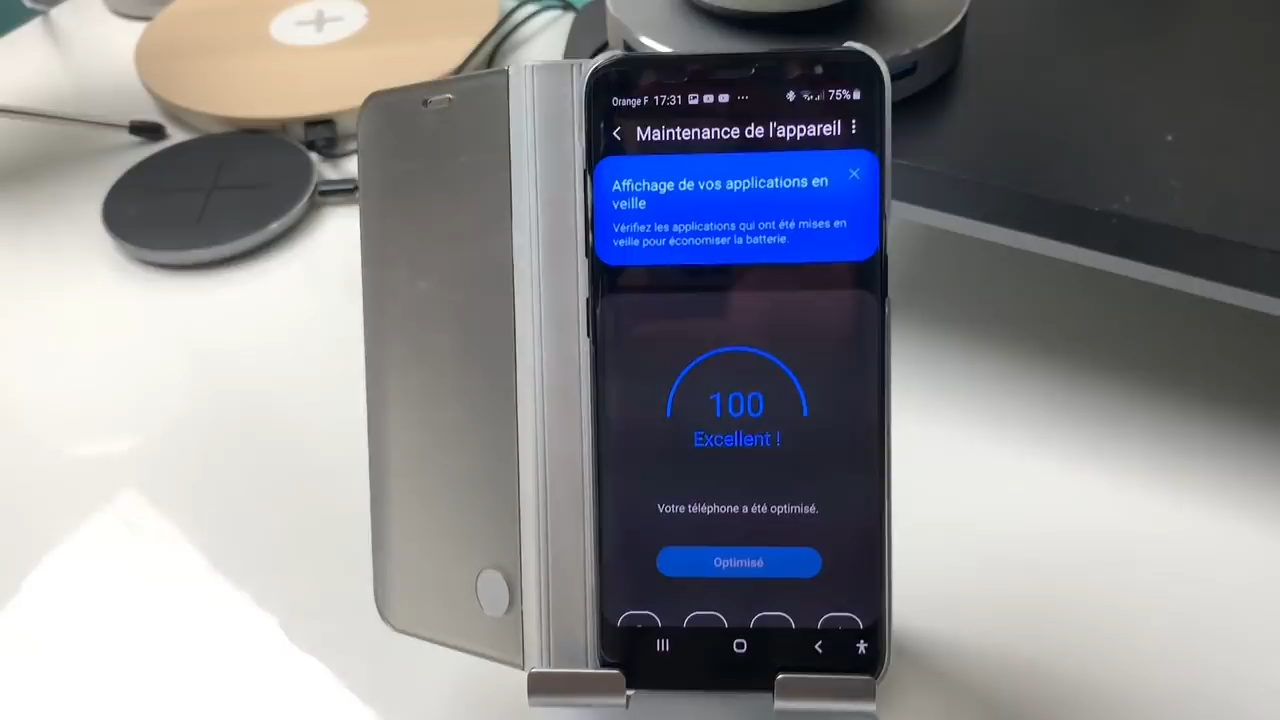 Orange F 17:31 ... 75%
Maintenance de l'appareil
Affichage de vos applications en
veille
Vérifiez les applications qui ont été mises en
veille pour économiser la batterie.
100
Excellent !
Votre téléphone a été optimisé.
Optimisé